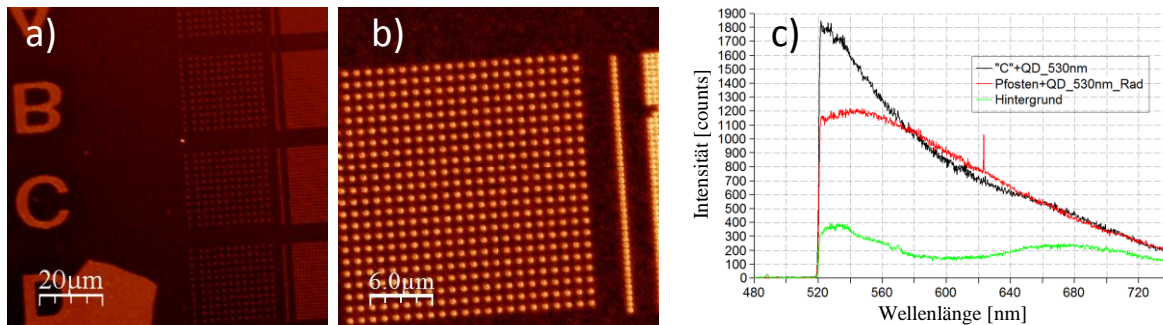 a)
A
B
C
D
20µm
b)
6.0µm
c)
Intensität [counts]
1900
1800
1700
1600
1500
1400
1300
1200
1100
1000
900
800
700
600
500
400
300
200
100
0
480 520 560 600 640 680 720
Wellenlänge [nm]
"C"+QD_530nm
Pfosten+QD_530nm_Rad
Hintergrund